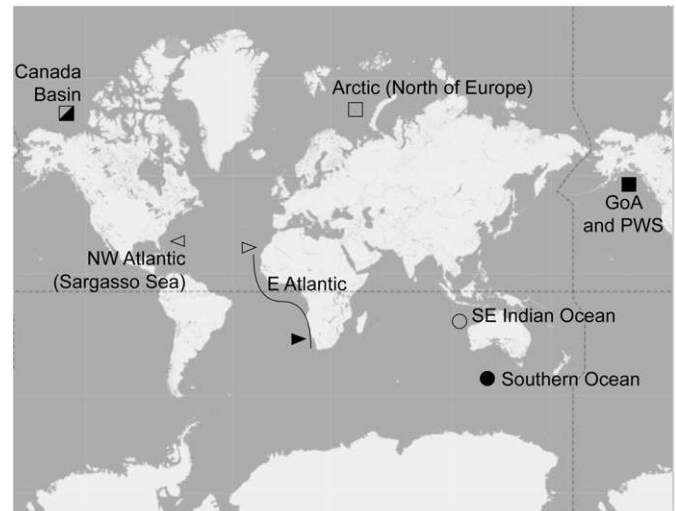 Canada
Basin
Arctic (North of Europe)
GoA
and PWS
NW Atlantic
(Sargasso Sea)
E Atlantic
SE Indian Ocean
Southern Ocean